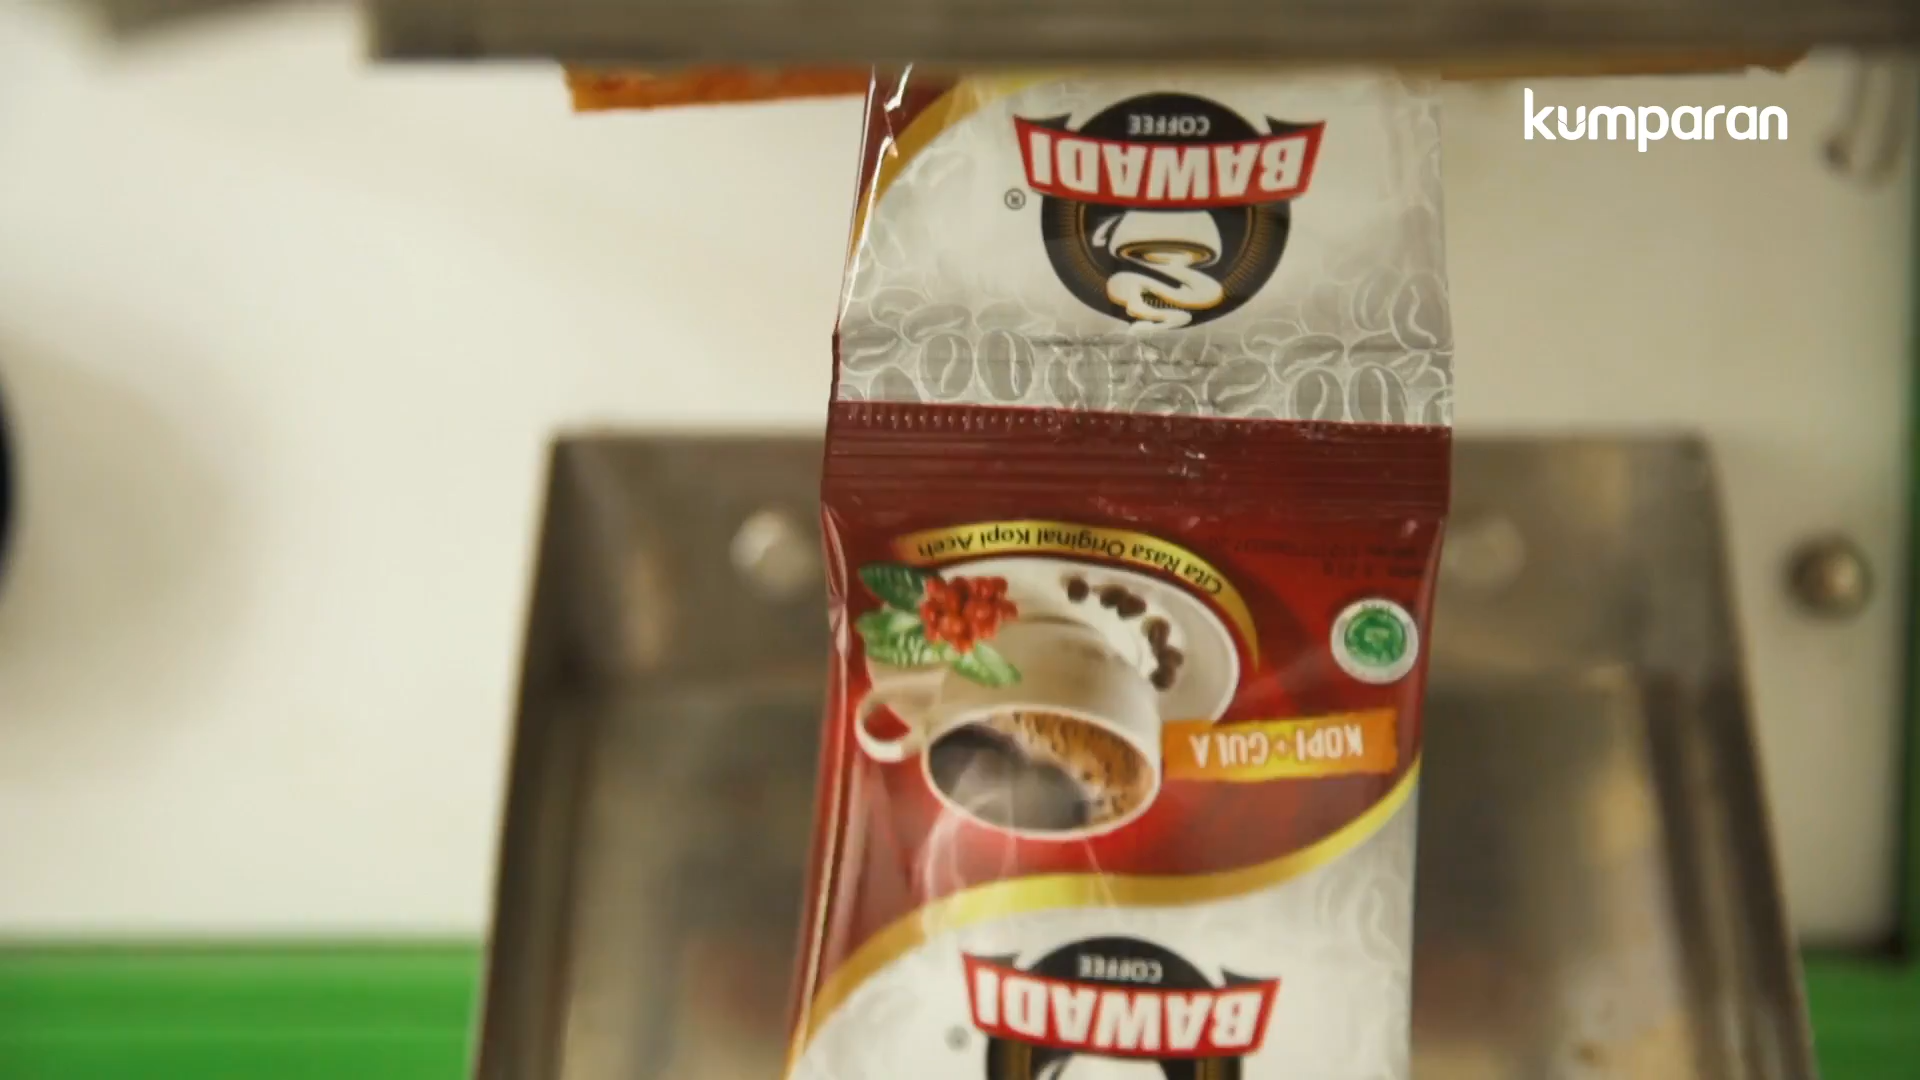 kumparan
BAWADI
COFFEE
®
Cita Rasa Original Kopi Aceh
KOPI+GULA
BAWADI
COFFEE
®